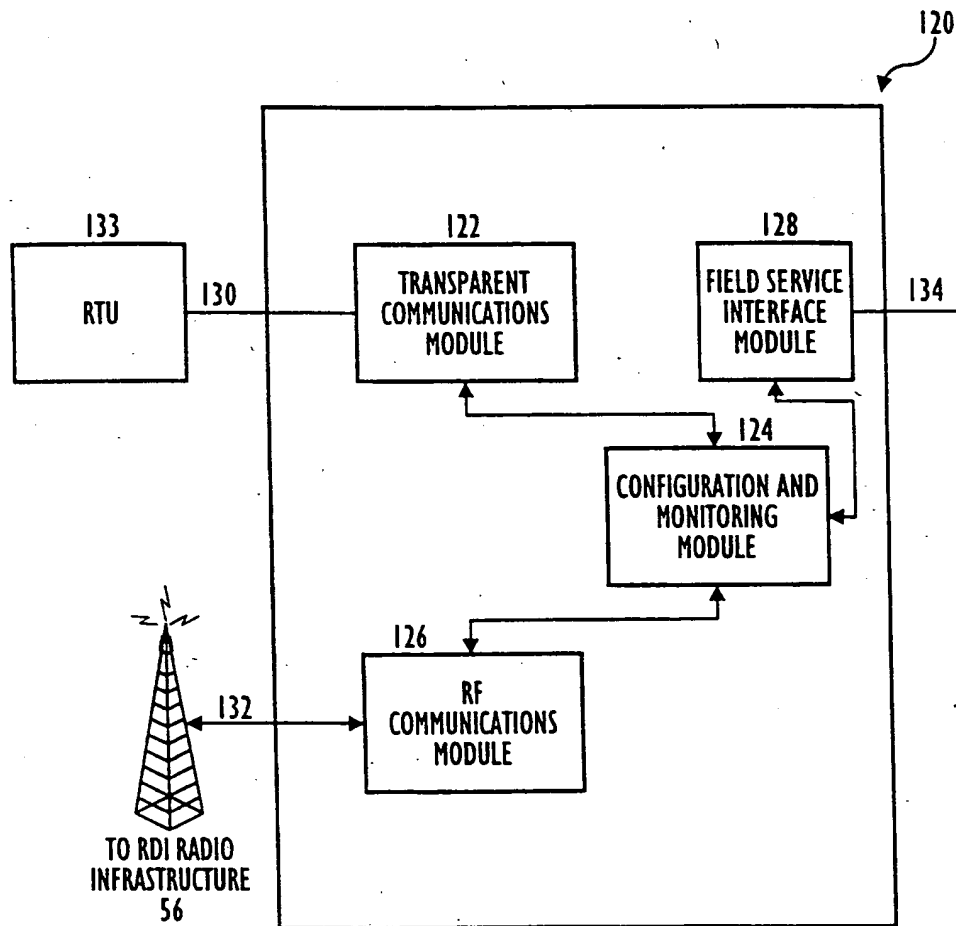 120
133
RTU
130
122
TRANSPARENT
COMMUNICATIONS
MODULE
128
FIELD SERVICE
INTERFACE
MODULE
134
124
CONFIGURATION AND
MONITORING
MODULE
126
RF
COMMUNICATIONS
MODULE
132
TO RDI RADIO
INFRASTRUCTURE
56